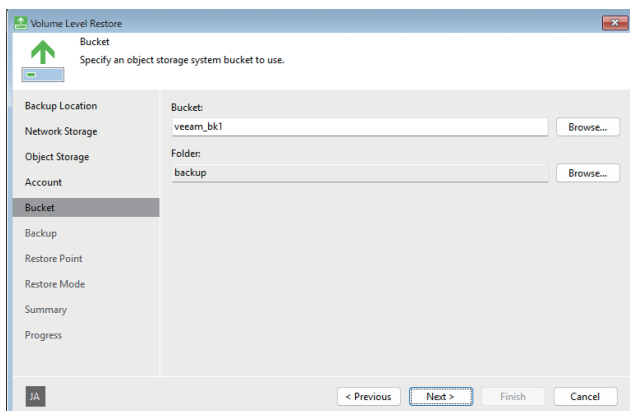 Volume Level Restore
Bucket
Specify an object storage system bucket to use.
Backup Location
Network Storage
Object Storage
Account
Bucket
Backup
Restore Point
Restore Mode
Summary
Progress
Bucket:
veeam_bk1
Browse...
Folder:
backup
Browse...
JA
< Previous
Next >
Finish
Cancel